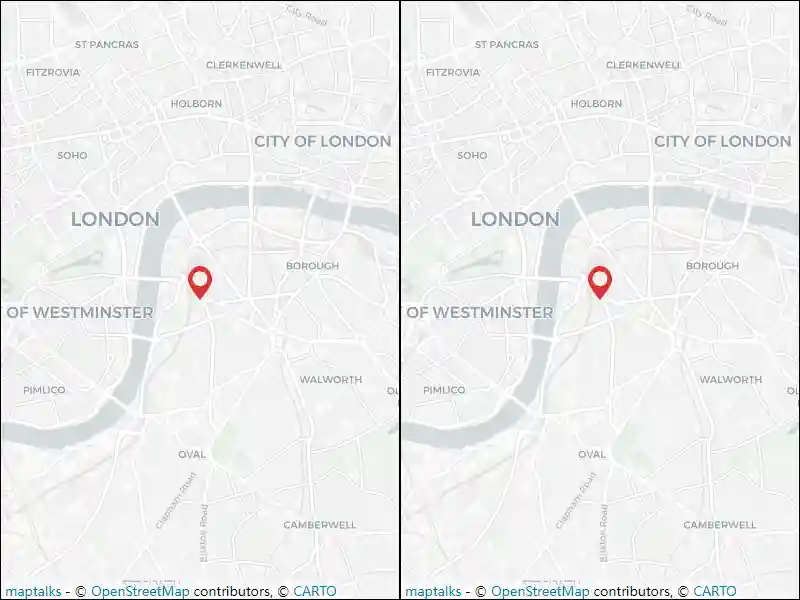 City Road
ST PANCRAS
CLERKENWELL
FITZROVIA
HOLBORN
CITY OF LONDON
SOHO
LONDON
BOROUGH
OF WESTMINSTER
WALWORTH
PIMLICO
OVAL
Clapham Road
Brixton Road
CAMBERWELL
maptalks - © OpenStreetMap contributors, © CARTO
City Road
ST PANCRAS
CLERKENWELL
FITZROVIA
HOLBORN
CITY OF LONDON
SOHO
LONDON
BOROUGH
OF WESTMINSTER
WALWORTH
PIMLICO
OVAL
Clapham Road
Brixton Road
CAMBERWELL
maptalks - © OpenStreetMap contributors, © CARTO